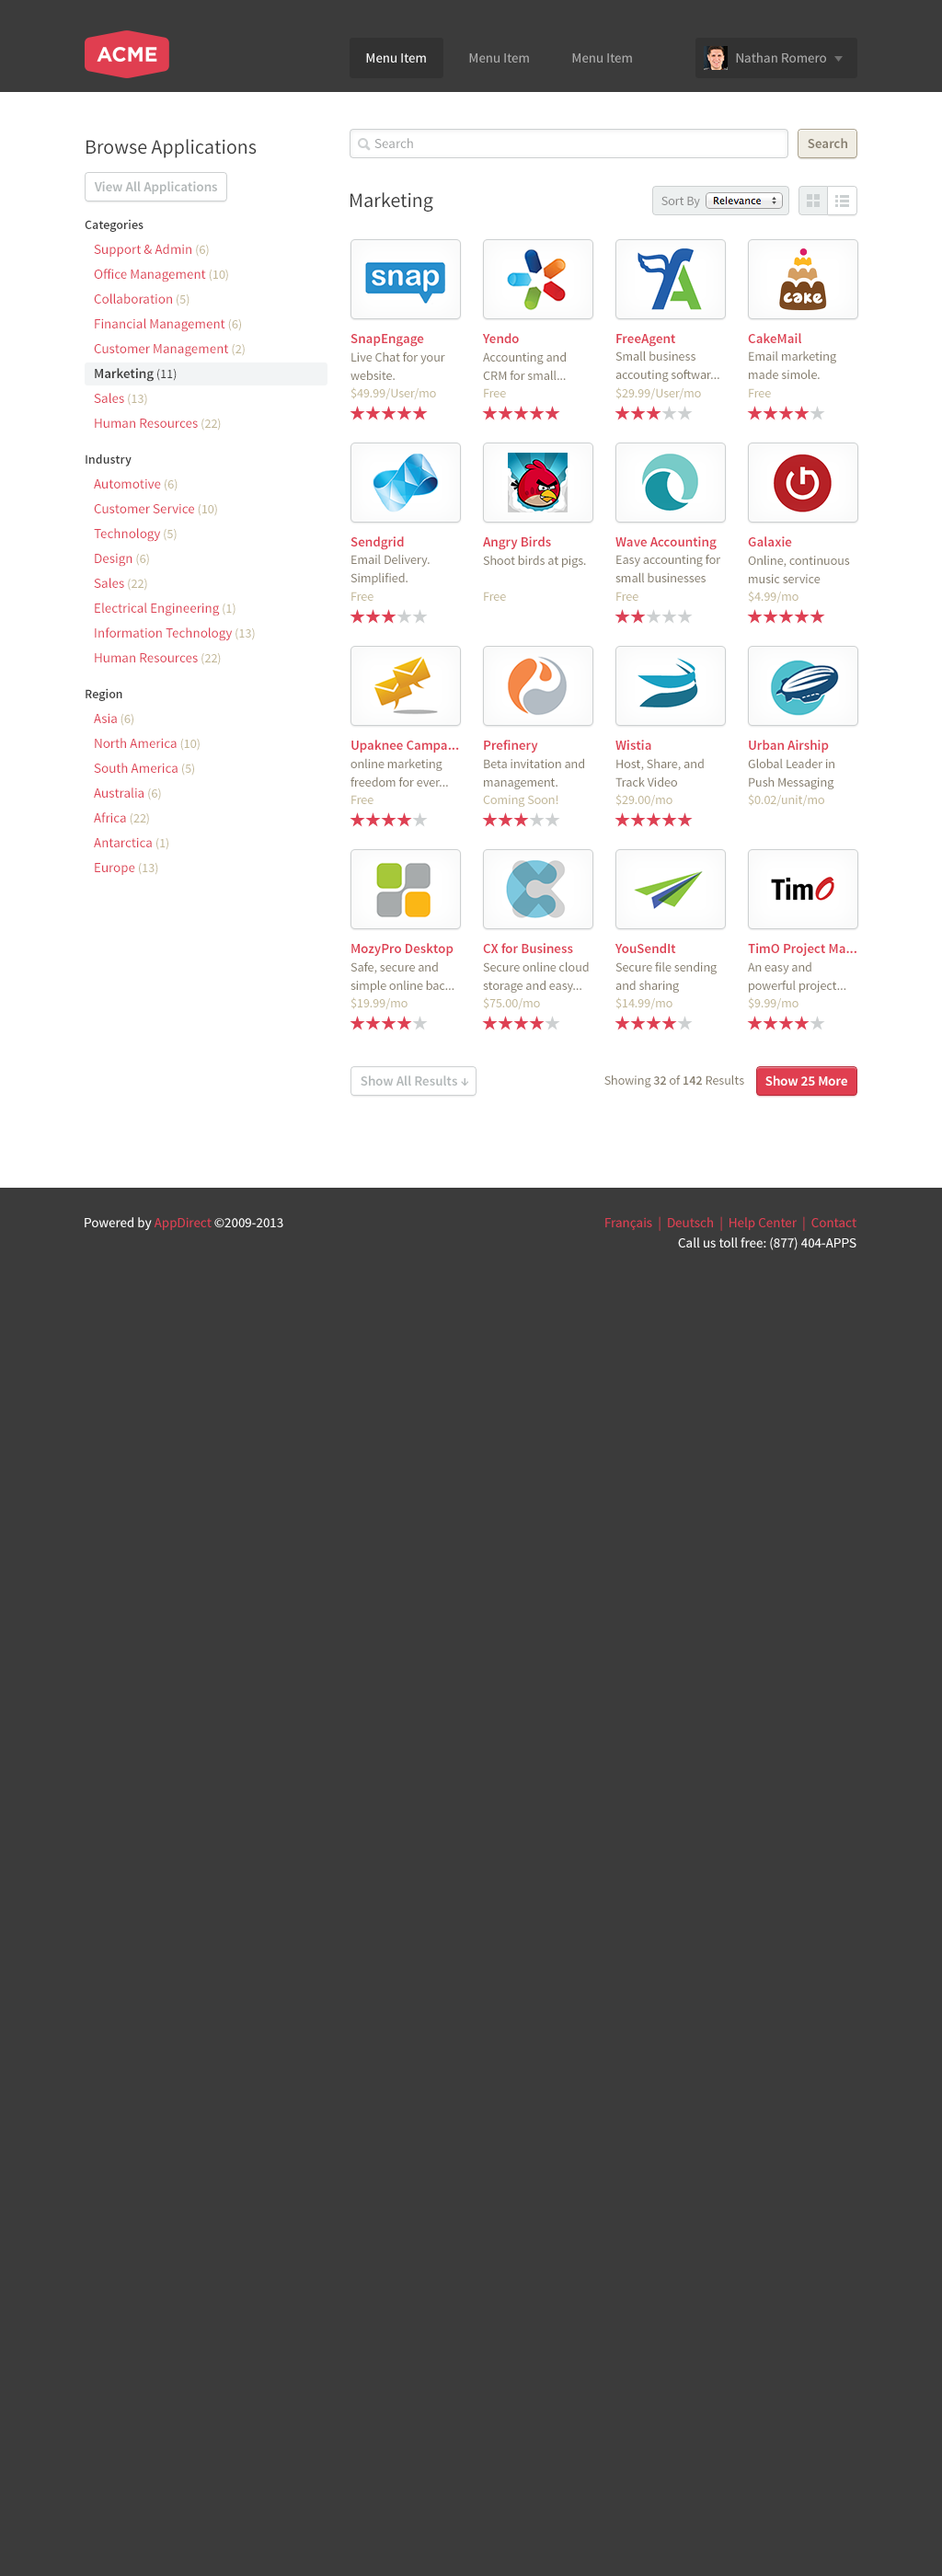 ACME
Menu Item
Menu Item
Menu Item
Nathan Romero
Browse Applications
View All Applications
Categories
Support & Admin (6)
Office Management (10)
Collaboration (5)
Financial Management (6)
Customer Management (2)
Marketing (11)
Sales (13)
Human Resources (22)
Industry
Automotive (6)
Customer Service (10)
Technology (5)
Design (6)
Sales (22)
Electrical Engineering (1)
Information Technology (13)
Human Resources (22)
Region
Asia (6)
North America (10)
South America (5)
Australia (6)
Africa (22)
Antarctica (1)
Europe (13)
Search
Search
Marketing
Sort By
Relevance
snap
SnapEngage
Live Chat for your
website.
$49.99/User/mo
Yendo
Accounting and
CRM for small...
Free
FreeAgent
Small business
accouting softwar...
$29.99/User/mo
cake
CakeMail
Email marketing
made simole.
Free
Sendgrid
Email Delivery.
Simplified.
Free
Angry Birds
Shoot birds at pigs.
Free
Wave Accounting
Easy accounting for
small businesses
Free
Galaxie
Online, continuous
music service
$4.99/mo
Upaknee Campa...
online marketing
freedom for ever...
Free
Prefinery
Beta invitation and
management.
Coming Soon!
Wistia
Host, Share, and
Track Video
$29.00/mo
Urban Airship
Global Leader in
Push Messaging
$0.02/unit/mo
MozyPro Desktop
Safe, secure and
simple online bac...
$19.99/mo
CX for Business
Secure online cloud
storage and easy...
$75.00/mo
YouSendIt
Secure file sending
and sharing
$14.99/mo
TimO
TimO Project Ma...
An easy and
powerful project...
$9.99/mo
Show All Results ↓
Showing 32 of 142 Results
Show 25 More
Powered by AppDirect ©2009-2013
Français | Deutsch | Help Center | Contact
Call us toll free: (877) 404-APPS